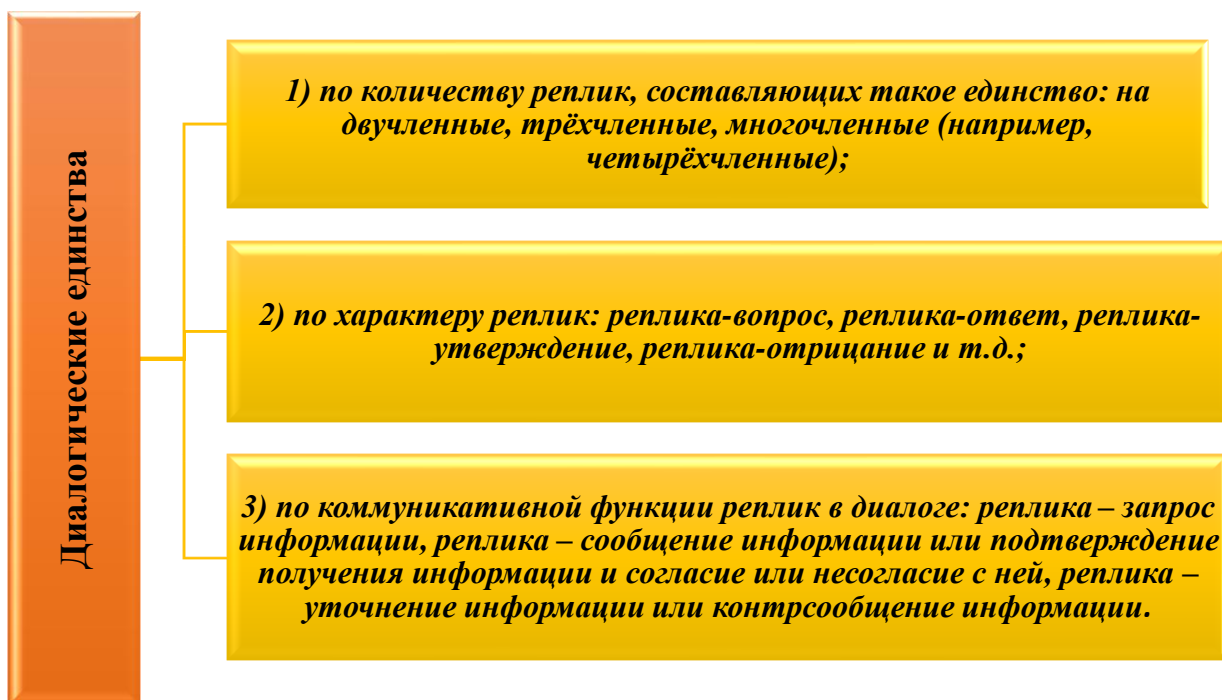 Диалогические единства
1) по количеству реплик, составляющих такое единство: на
двучленные, трёхчленные, многочленные (например,
четырёхчленные);
2) по характеру реплик: реплика-вопрос, реплика-ответ, реплика-
утверждение, реплика-отрицание и т.д.;
3) по коммуникативной функции реплик в диалоге: реплика – запрос
информации, реплика – сообщение информации или подтверждение
получения информации и согласие или несогласие с ней, реплика –
уточнение информации или контрсообщение информации.